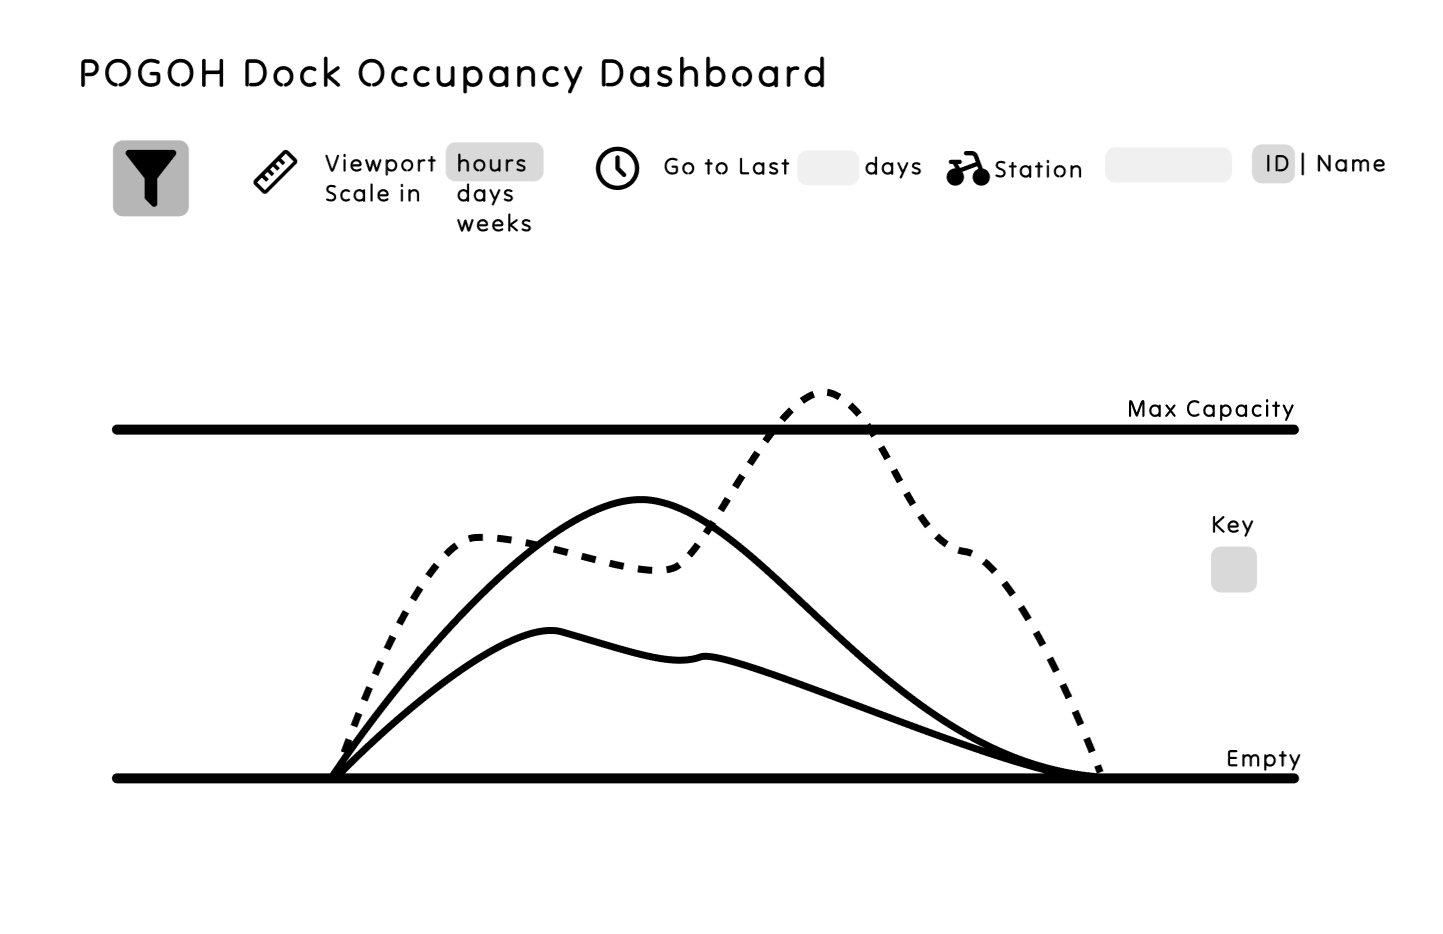 POGOH Dock Occupancy Dashboard
Viewport hours
Scale in days
weeks
Go to Last days
Station
ID | Name
Max Capacity
Key
Empty